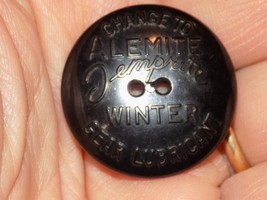 CHANGE TO
ALEMITE
WINTER
GEAR LUBRICANT